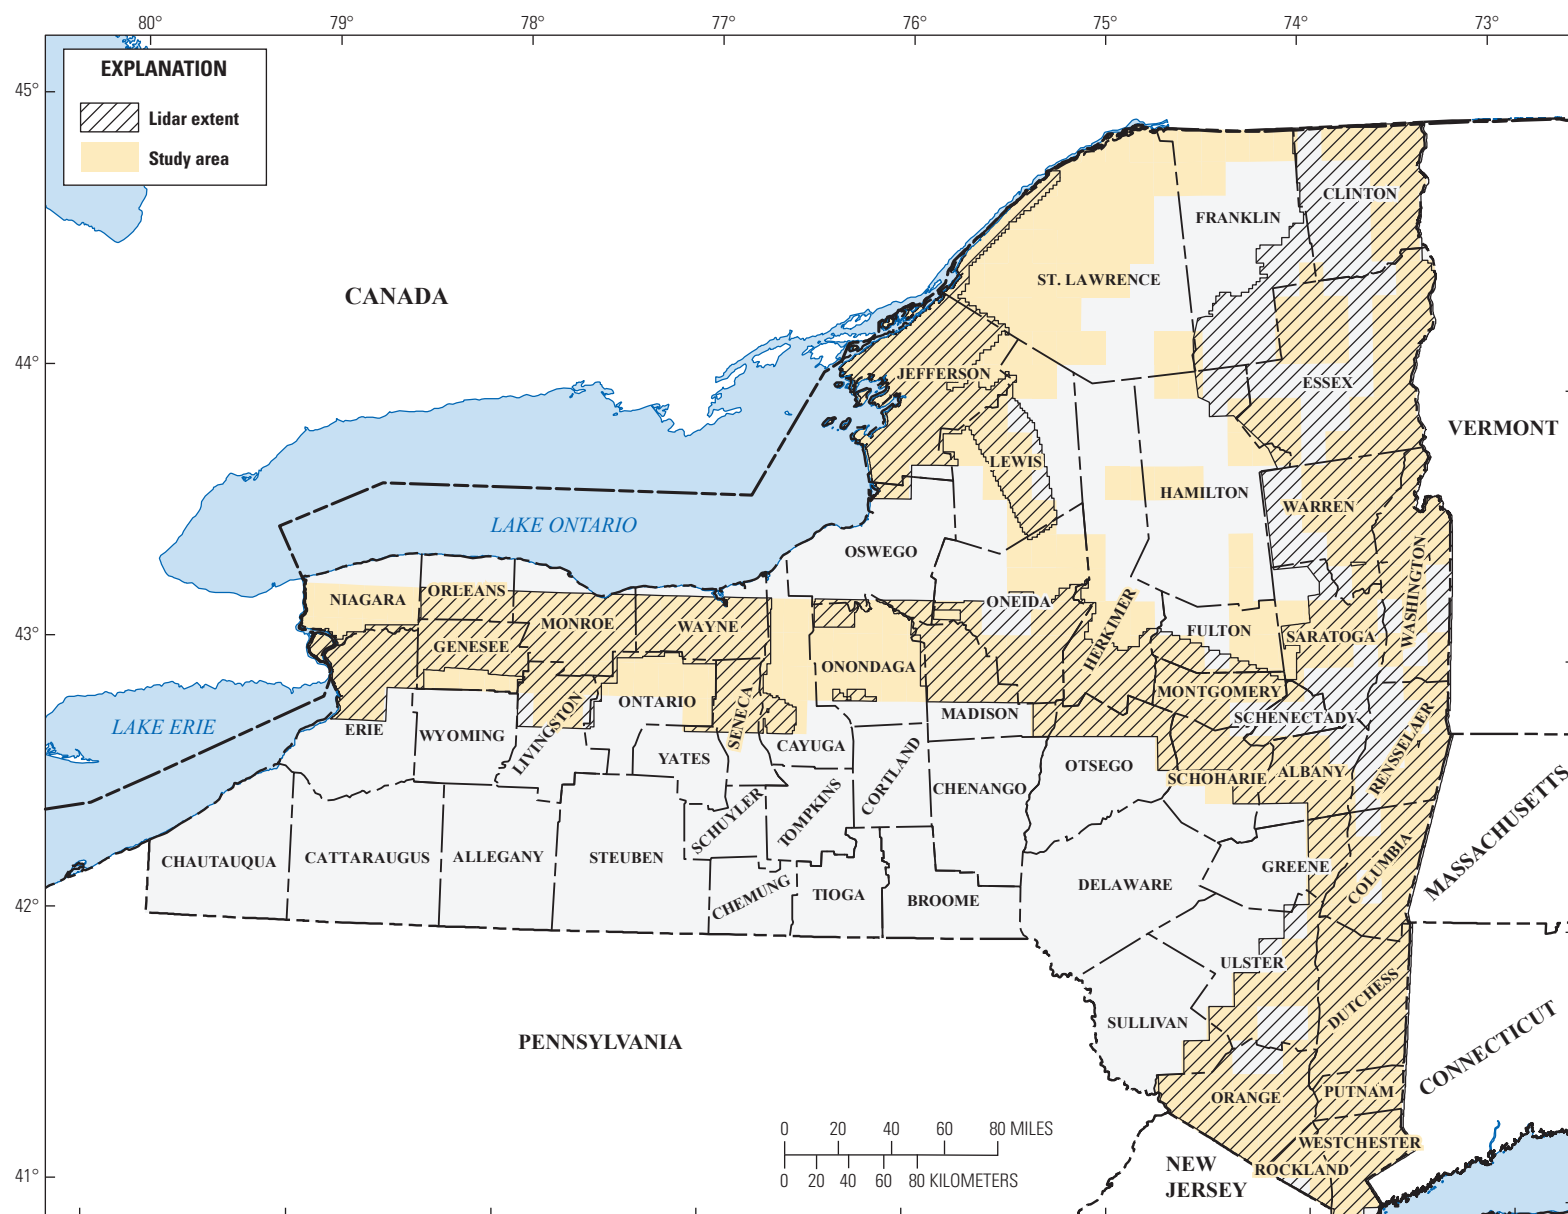 80° 79° 78° 77° 76° 75° 74° 73°
45°
EXPLANATION
Lidar extent
Study area
CLINTON
FRANKLIN
ST. LAWRENCE
CANADA
44°
JEFFERSON
ESSEX
VERMONT
LEWIS
HAMILTON
WARREN
LAKE ONTARIO
OSWEGO
WASHINGTON
NIAGARA
ORLEANS
ONEIDA
HERKIMER
43°
MONROE
WAYNE
FULTON
SARATOGA
GENESEE
ONONDAGA
MONTGOMERY
ONTARIO
SENECA
MADISON
SCHENECTADY
LAKE ERIE
ERIE
WYOMING
LIVINGSTON
CAYUGA
RENSSELAER
YATES
CORTLAND
OTSEGO
SCHOHARIE
ALBANY
CHENANGO
SCHUYLER
TOMPKINS
MASSACHUSETTS
CHAUTAUQUA
CATTARAUGUS
ALLEGANY
STEUBEN
GREENE
COLUMBIA
DELAWARE
CHEMUNG
TIOGA
BROOME
42°
ULSTER
DUTCHESS
SULLIVAN
PENNSYLVANIA
CONNECTICUT
ORANGE
PUTNAM
0 20 40 60 80 MILES
0 20 40 60 80 KILOMETERS
WESTCHESTER
ROCKLAND
41°
NEW
JERSEY